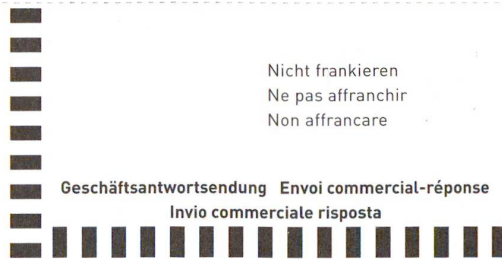 Nicht frankieren
Ne pas affranchir
Non affrancare
Geschäftsantwortsendung Envoi commercial-réponse
Invio commerciale risposta